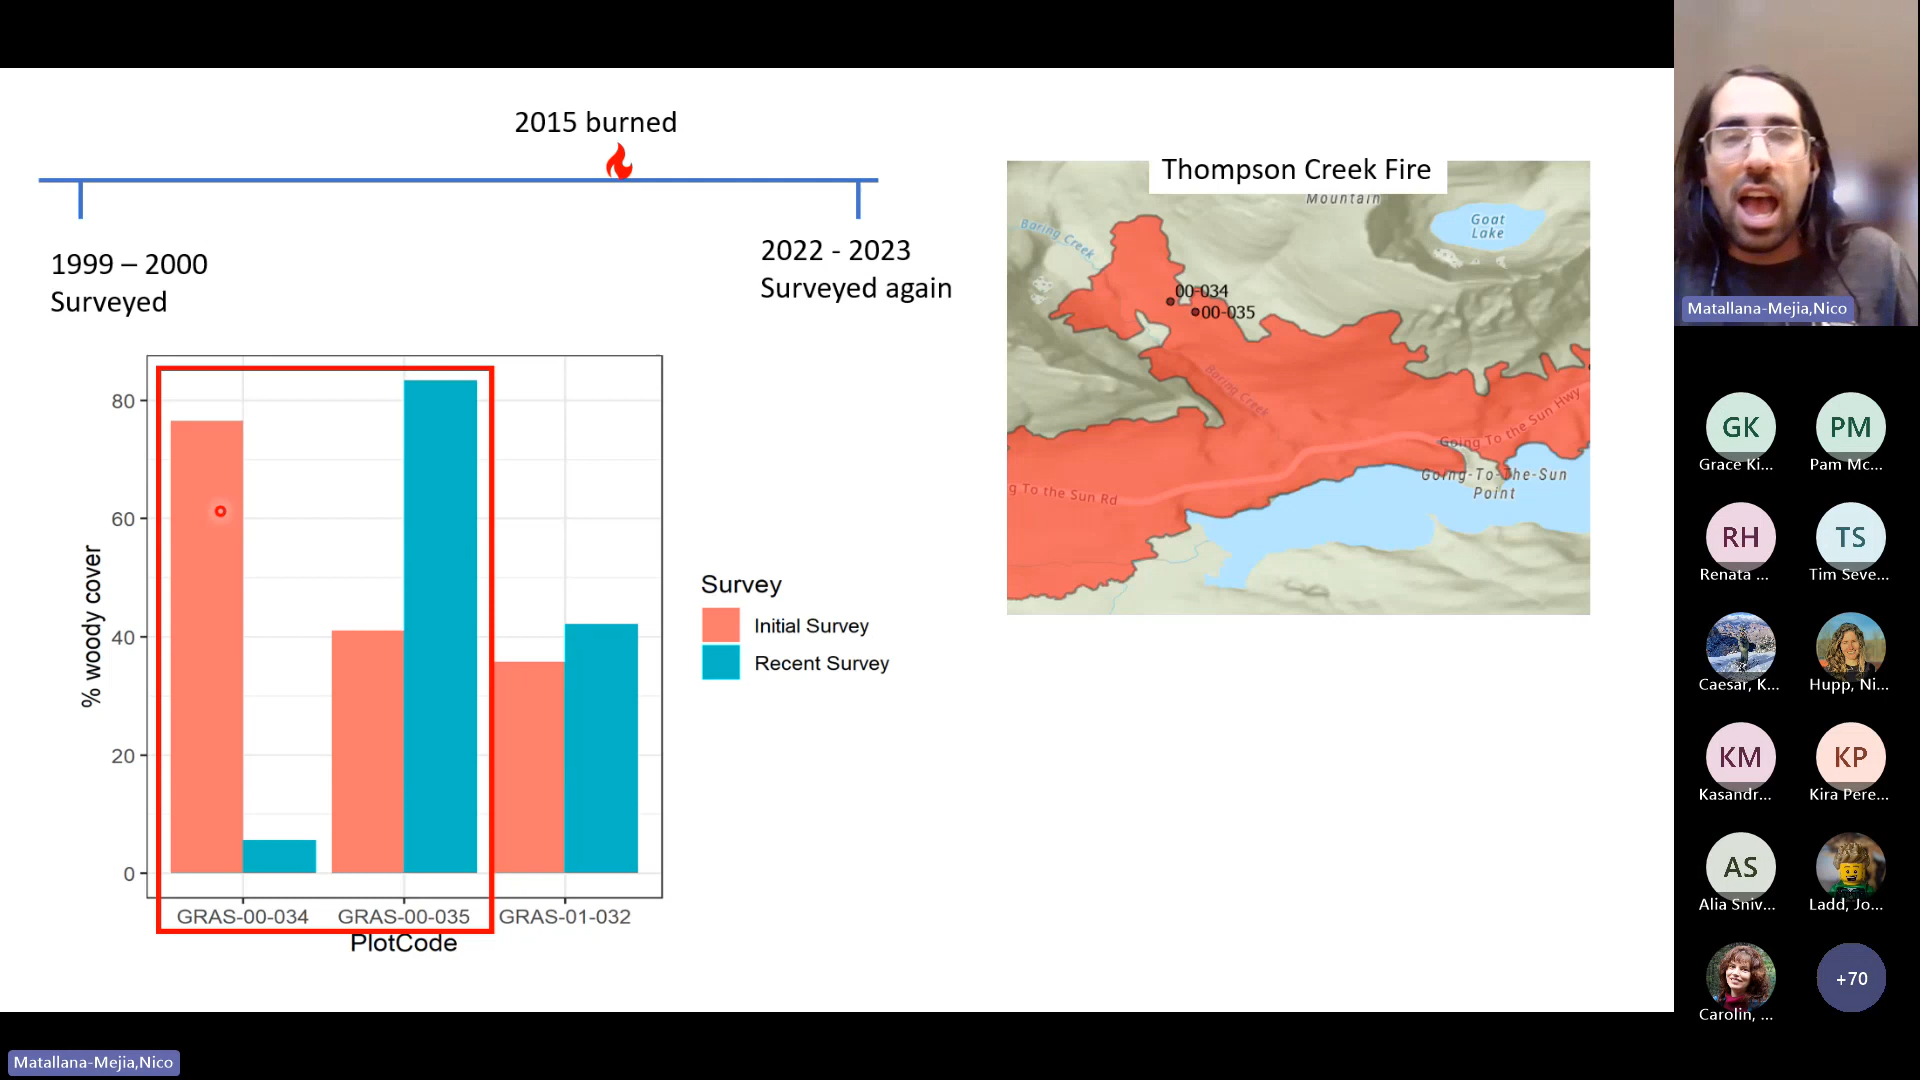 2015 burned
1999 – 2000
Surveyed
2022 - 2023
Surveyed again
80
60
40
20
0
% woody cover
GRAS-00-034
GRAS-00-035
GRAS-01-032
PlotCode
Survey
Initial Survey
Recent Survey
Thompson Creek Fire
Mountain
Goat
Lake
Baring Creek
00-034
00-035
Baring Creek
Going To the Sun Hwy
Going-To-The-Sun
Point
g To the Sun Rd
Matallana-Mejia,Nico
GK
Grace Ki...
PM
Pam Mc...
RH
Renata ...
TS
Tim Seve...
Caesar, K...
Hupp, Ni...
KM
Kasandr...
KP
Kira Pere...
AS
Alia Sniv...
Ladd, Jo...
Carolin, ...
+70
Matallana-Mejia,Nico